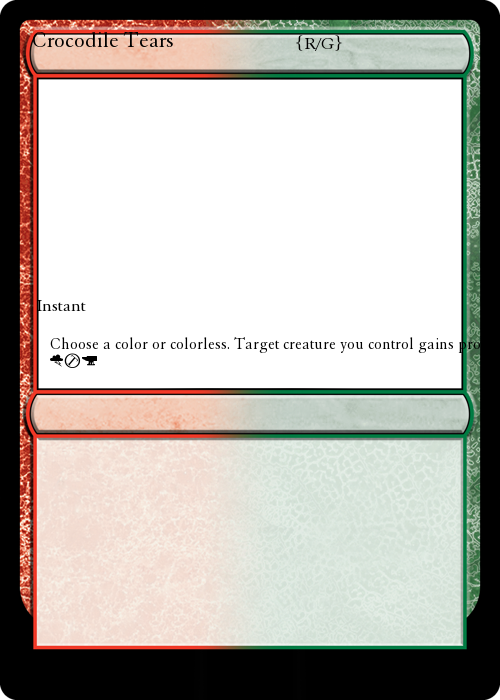 Crocodile Tears {R/G}
Instant
Choose a color or colorless. Target creature you control gains pro